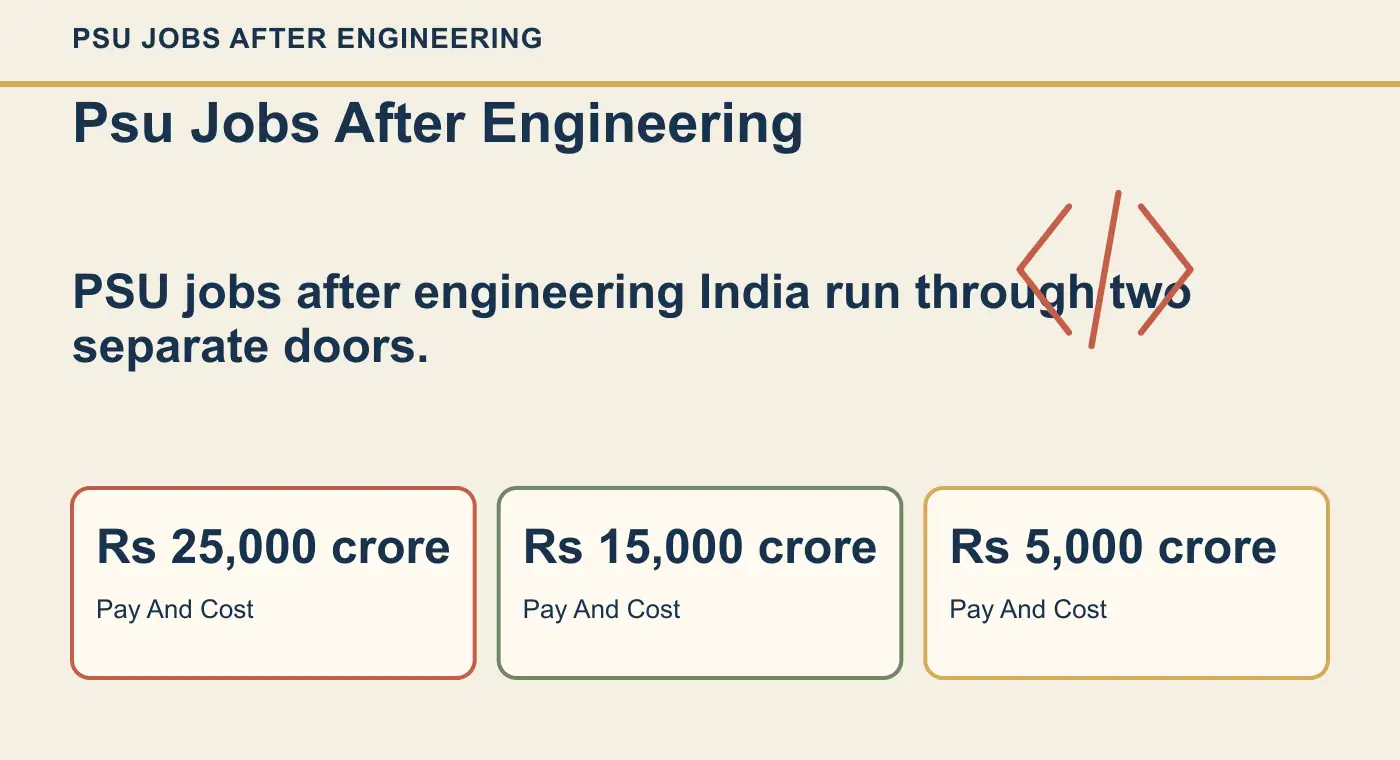 PSU JOBS AFTER ENGINEERING
Psu Jobs After Engineering
PSU jobs after engineering India run through two
separate doors.
Rs 25,000 crore
Pay And Cost
Rs 15,000 crore
Pay And Cost
Rs 5,000 crore
Pay And Cost